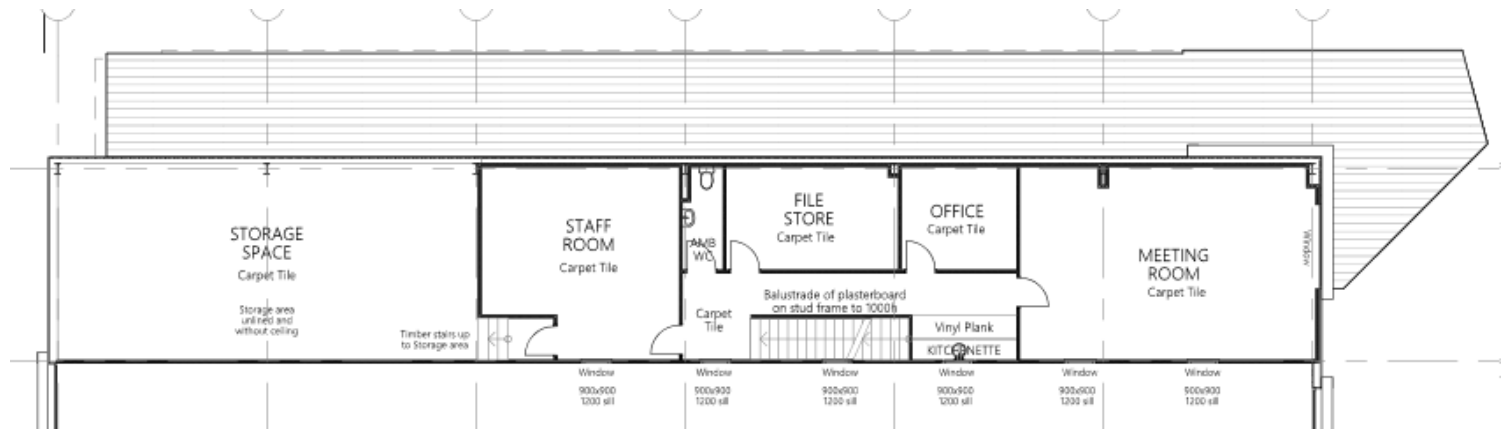 STORAGE
SPACE
Carpet Tile
Storage area
unlined and
without ceiling
Timber stairs up
to Storage area
STAFF
ROOM
Carpet Tile
AMB
WC
FILE
STORE
Carpet Tile
OFFICE
Carpet Tile
MEETING
ROOM
Carpet Tile
Window
Carpet
Tile
Balustrade of plasterboard
on stud frame to 1000h
Vinyl Plank
KITCHENETTE
Window
900x900
1200 sill
Window
900x900
1200 sill
Window
900x900
1200 sill
Window
900x900
1200 sill
Window
900x900
1200 sill
Window
900x900
1200 sill